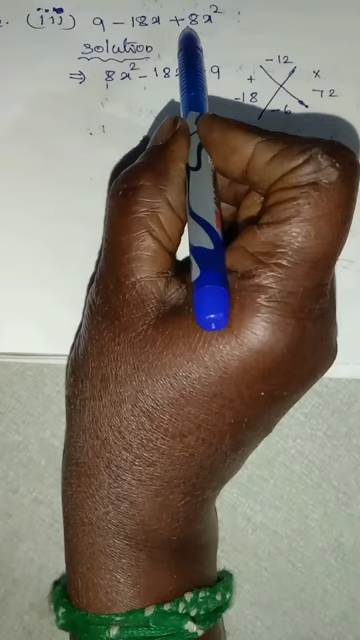 (iii) 9 - 18x + 8x²
Solution
⇒ 8x² - 18x 9
-12
+ x
-18 72
-6